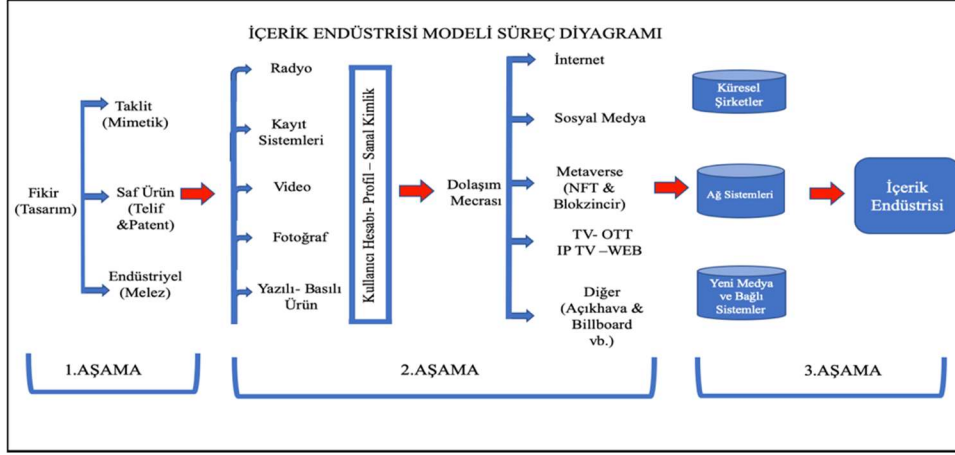 İÇERİK ENDÜSTRİSİ MODELİ SÜREÇ DİYAGRAMI
Fikir
(Tasarım)
Taklit
(Mimetik)
Saf Ürün
(Telif
&Patent)
Endüstriyel
(Melez)
Radyo
Kayıt
Sistemleri
Video
Fotoğraf
Yazılı- Basılı
Ürün
Kullanıcı Hesabı- Profil – Sanal Kimlik
Dolaşım
Mecrası
İnternet
Sosyal Medya
Metaverse
(NFT &
Blokzincir)
TV- OTT
IP TV –WEB
Diğer
(Açıkhava &
Billboard
vb.)
Küresel
Şirketler
Ağ Sistemleri
Yeni Medya
ve Bağlı
Sistemler
İçerik
Endüstrisi
1.AŞAMA
2.AŞAMA
3.AŞAMA